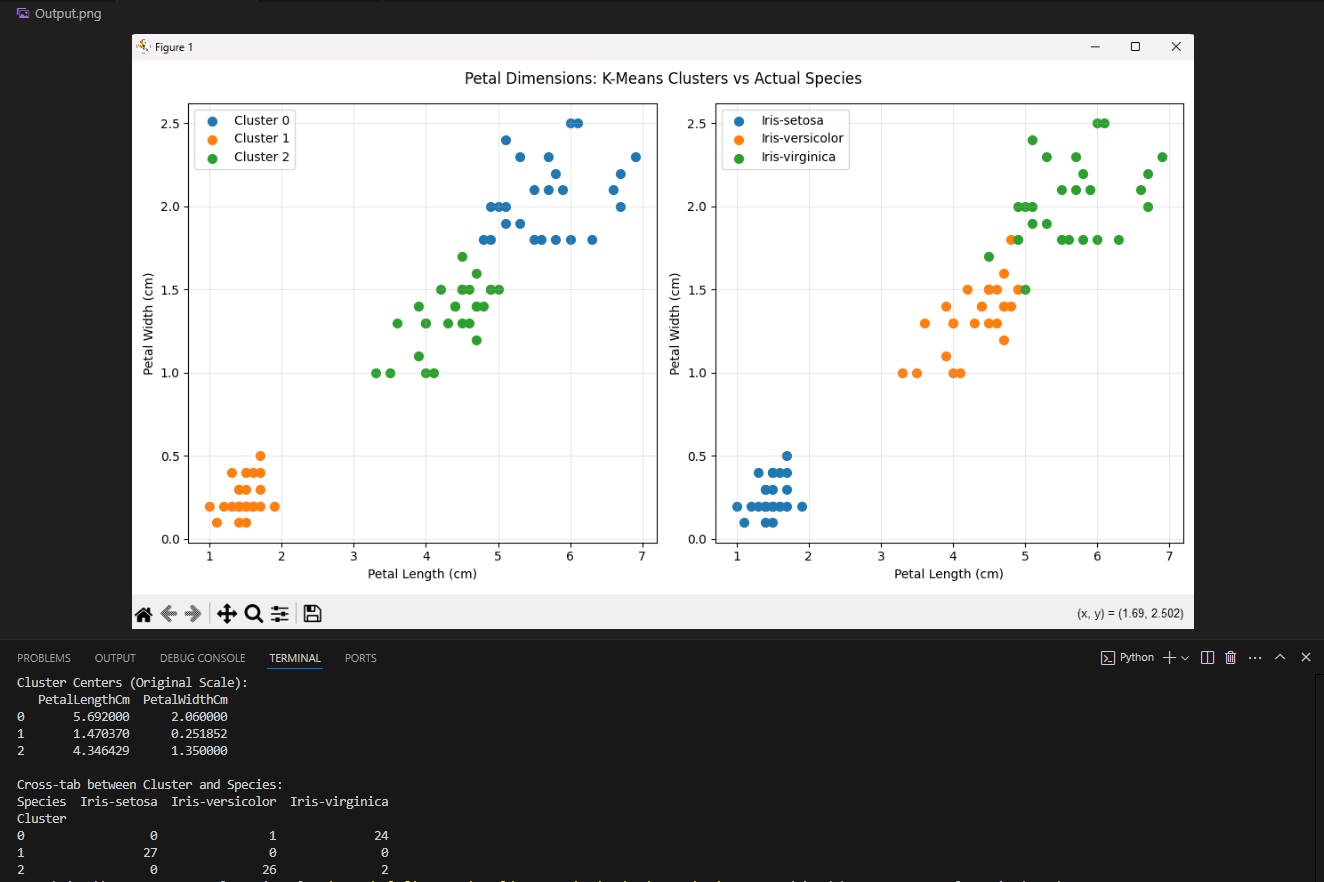 Output.png
Figure 1
Petal Dimensions: K-Means Clusters vs Actual Species
Cluster 0
Cluster 1
Cluster 2
2.5
2.0
1.5
1.0
0.5
0.0
Petal Width (cm)
1 2 3 4 5 6 7
Petal Length (cm)
Iris-setosa
Iris-versicolor
Iris-virginica
2.5
2.0
1.5
1.0
0.5
0.0
Petal Width (cm)
1 2 3 4 5 6 7
Petal Length (cm)
(x, y) = (1.69, 2.502)
PROBLEMS OUTPUT DEBUG CONSOLE TERMINAL PORTS
Python
Cluster Centers (Original Scale):
PetalLengthCm PetalWidthCm
0 5.692000 2.060000
1 1.470370 0.251852
2 4.346429 1.350000
Cross-tab between Cluster and Species:
Species Iris-setosa Iris-versicolor Iris-virginica
Cluster
0 0 1 24
1 27 0 0
2 0 26 2